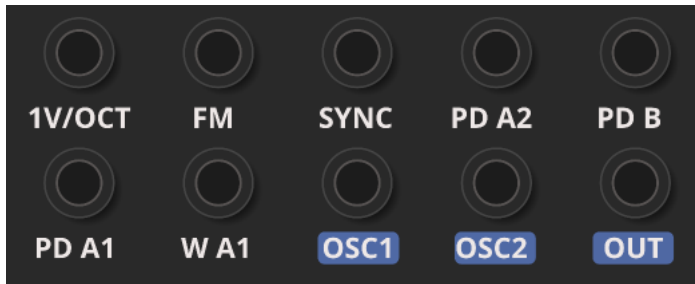 1V/OCT FM SYNC PD A2 PD B
PD A1 W A1 OSC1 OSC2 OUT